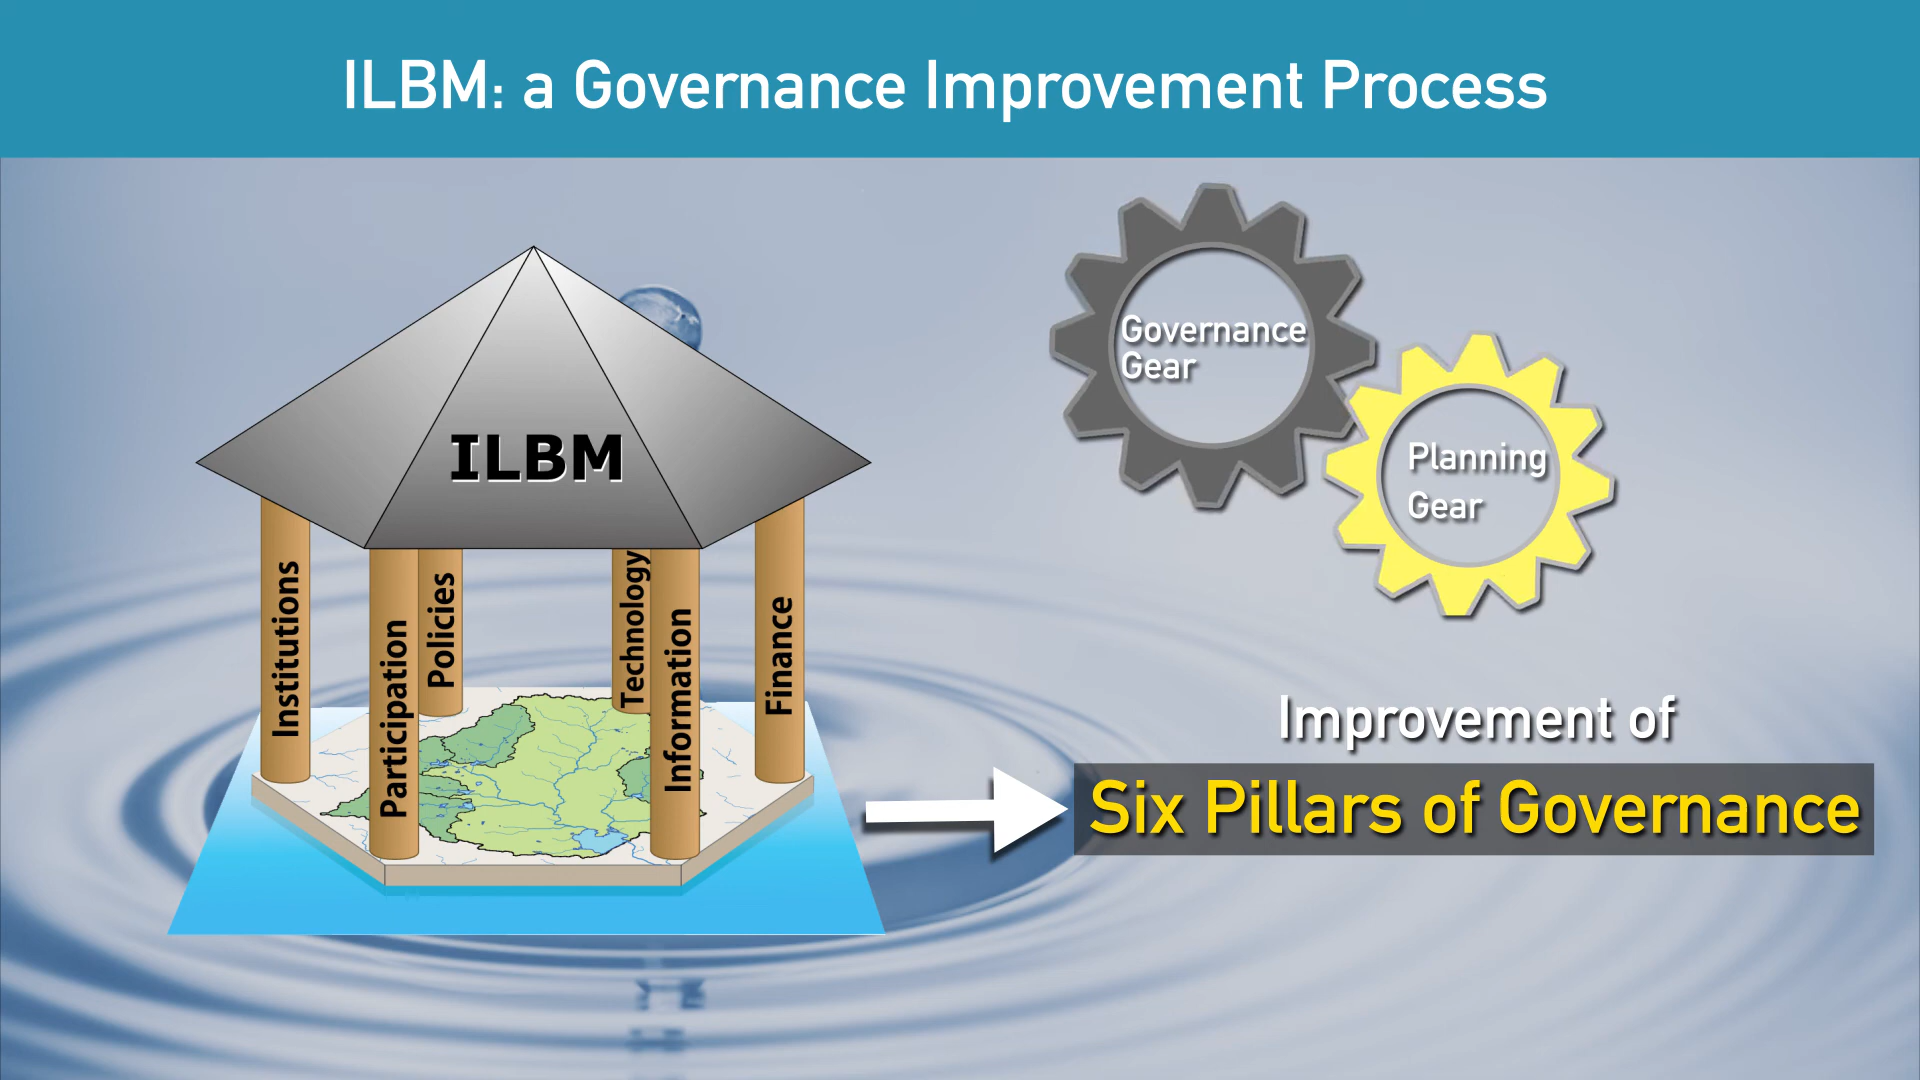 ILBM: a Governance Improvement Process
ILBM
Institutions
Participation
Policies
Technology
Information
Finance
Governance
Gear
Planning
Gear
Improvement of
Six Pillars of Governance